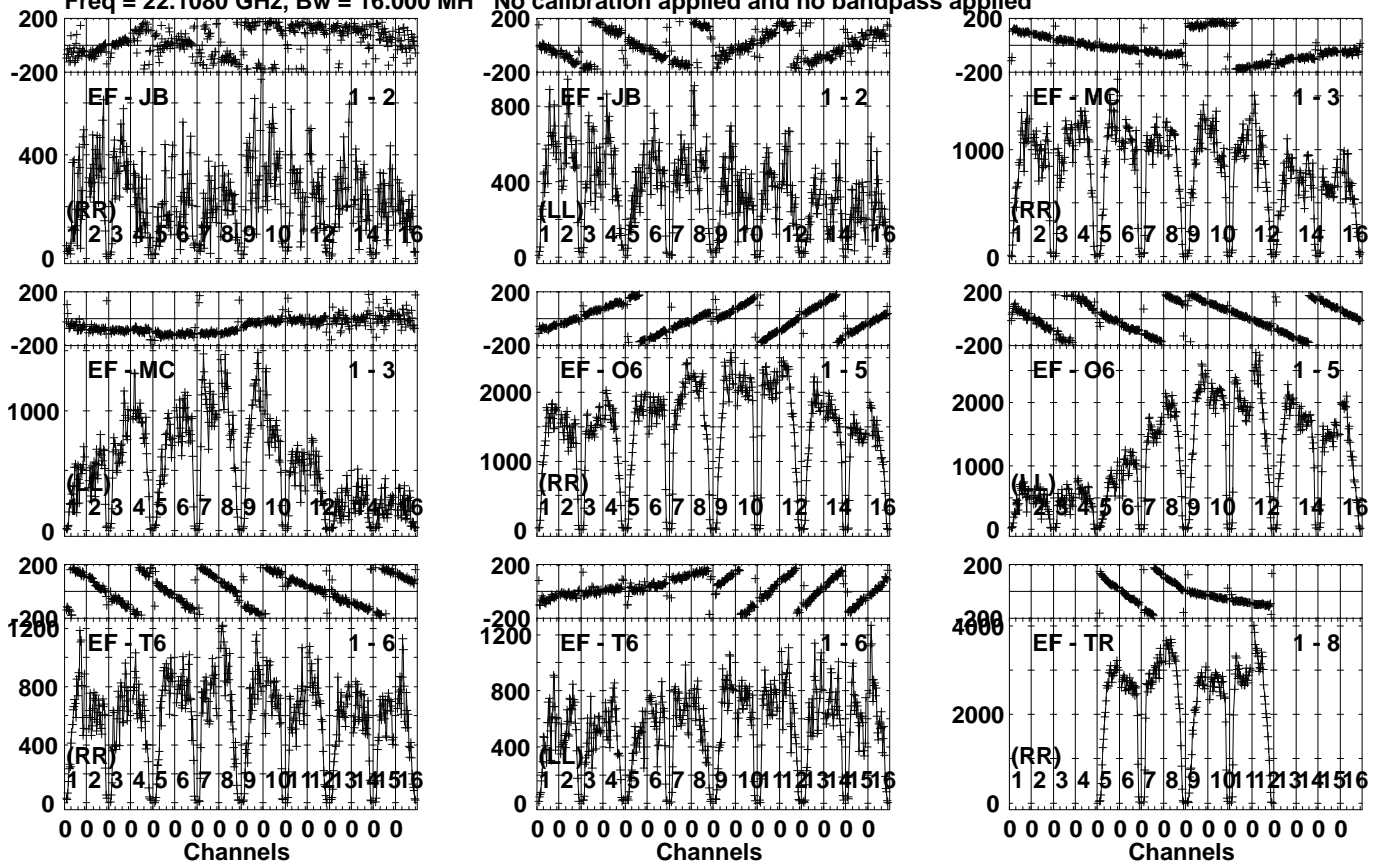 Freq = 22.1080 GHz, Bw = 16.000 MH No calibration applied and no bandpass applied
200
-200
EF - JB 1 - 2
400
(RR)
1 2 3 4 5 6 7 8 9 10 12 14 16
0
200
-200
EF - JB 1 - 2
800
400
(LL)
1 2 3 4 5 6 7 8 9 10 12 14 16
0
200
-200
EF - MC 1 - 3
1000
(RR)
1 2 3 4 5 6 7 8 9 10 12 14 16
0
200
-200
EF - MC 1 - 3
1000
(LL)
1 2 3 4 5 6 7 8 9 10 12 14 16
0
200
-200
EF - O6 1 - 5
2000
1000
(RR)
1 2 3 4 5 6 7 8 9 10 12 14 16
0
200
-200
EF - O6 1 - 5
2000
1000
(LL)
1 2 3 4 5 6 7 8 9 10 12 14 16
0
200
-200
1200
EF - T6 1 - 6
800
400
(RR)
1 2 3 4 5 6 7 8 9 10 11 12 13 14 15 16
0
200
-200
1200
EF - T6 1 - 6
800
400
(LL)
1 2 3 4 5 6 7 8 9 10 11 12 13 14 15 16
0
200
-200
4000
EF - TR 1 - 8
2000
(RR)
1 2 3 4 5 6 7 8 9 10 11 12 13 14 15 16
0
0 0 0 0 0 0 0 0 0 0 0 0 0 0 0 0
Channels
0 0 0 0 0 0 0 0 0 0 0 0 0 0 0 0
Channels
0 0 0 0 0 0 0 0 0 0 0 0 0 0 0 0
Channels